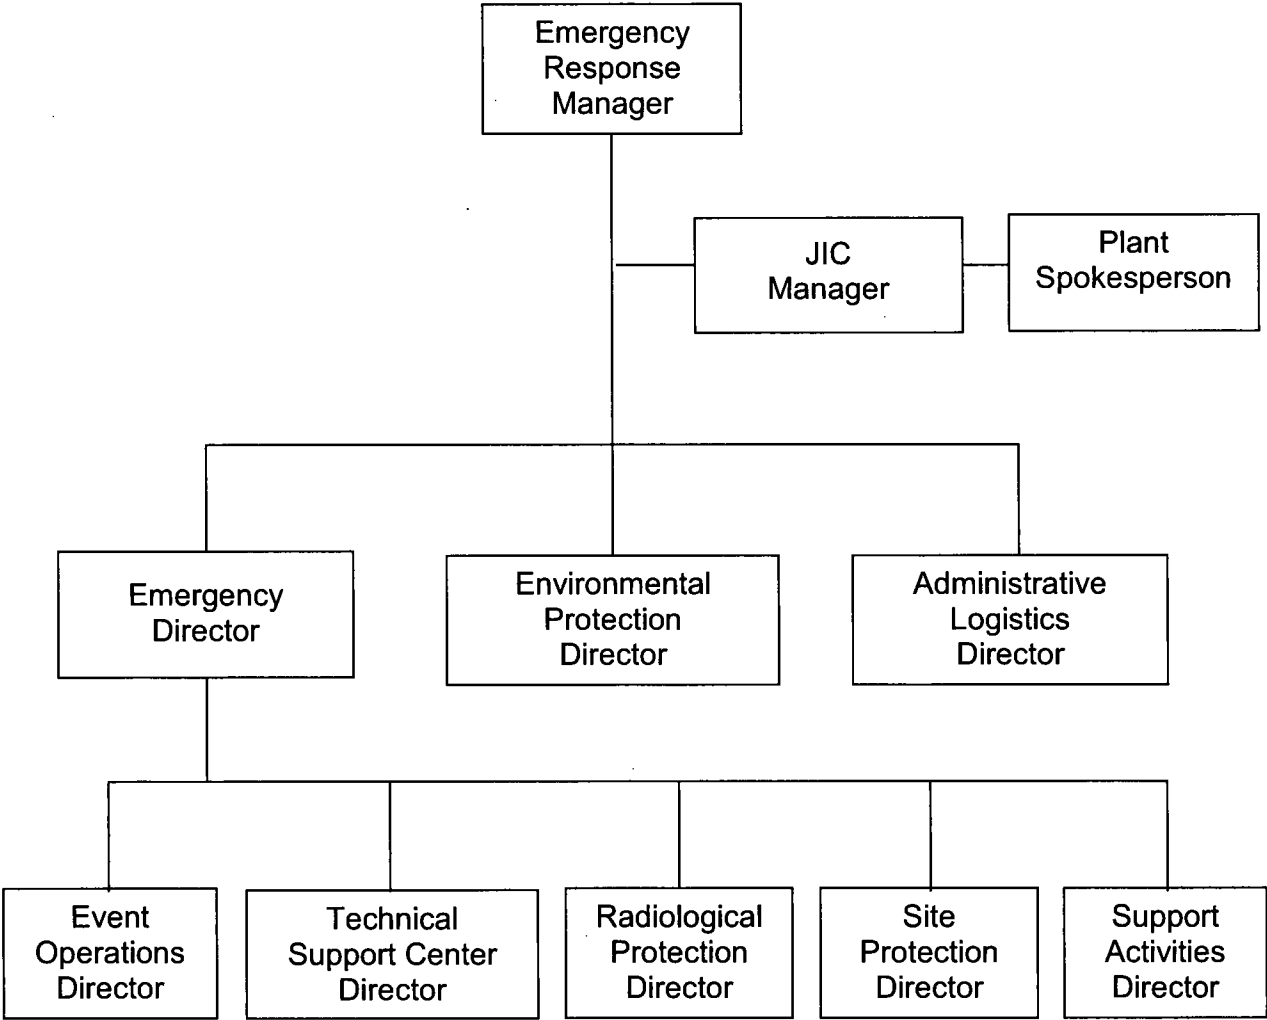 Emergency
Response
Manager
JIC
Manager
Plant
Spokesperson
Emergency
Director
Environmental
Protection
Director
Administrative
Logistics
Director
Event
Operations
Director
Technical
Support Center
Director
Radiological
Protection
Director
Site
Protection
Director
Support
Activities
Director